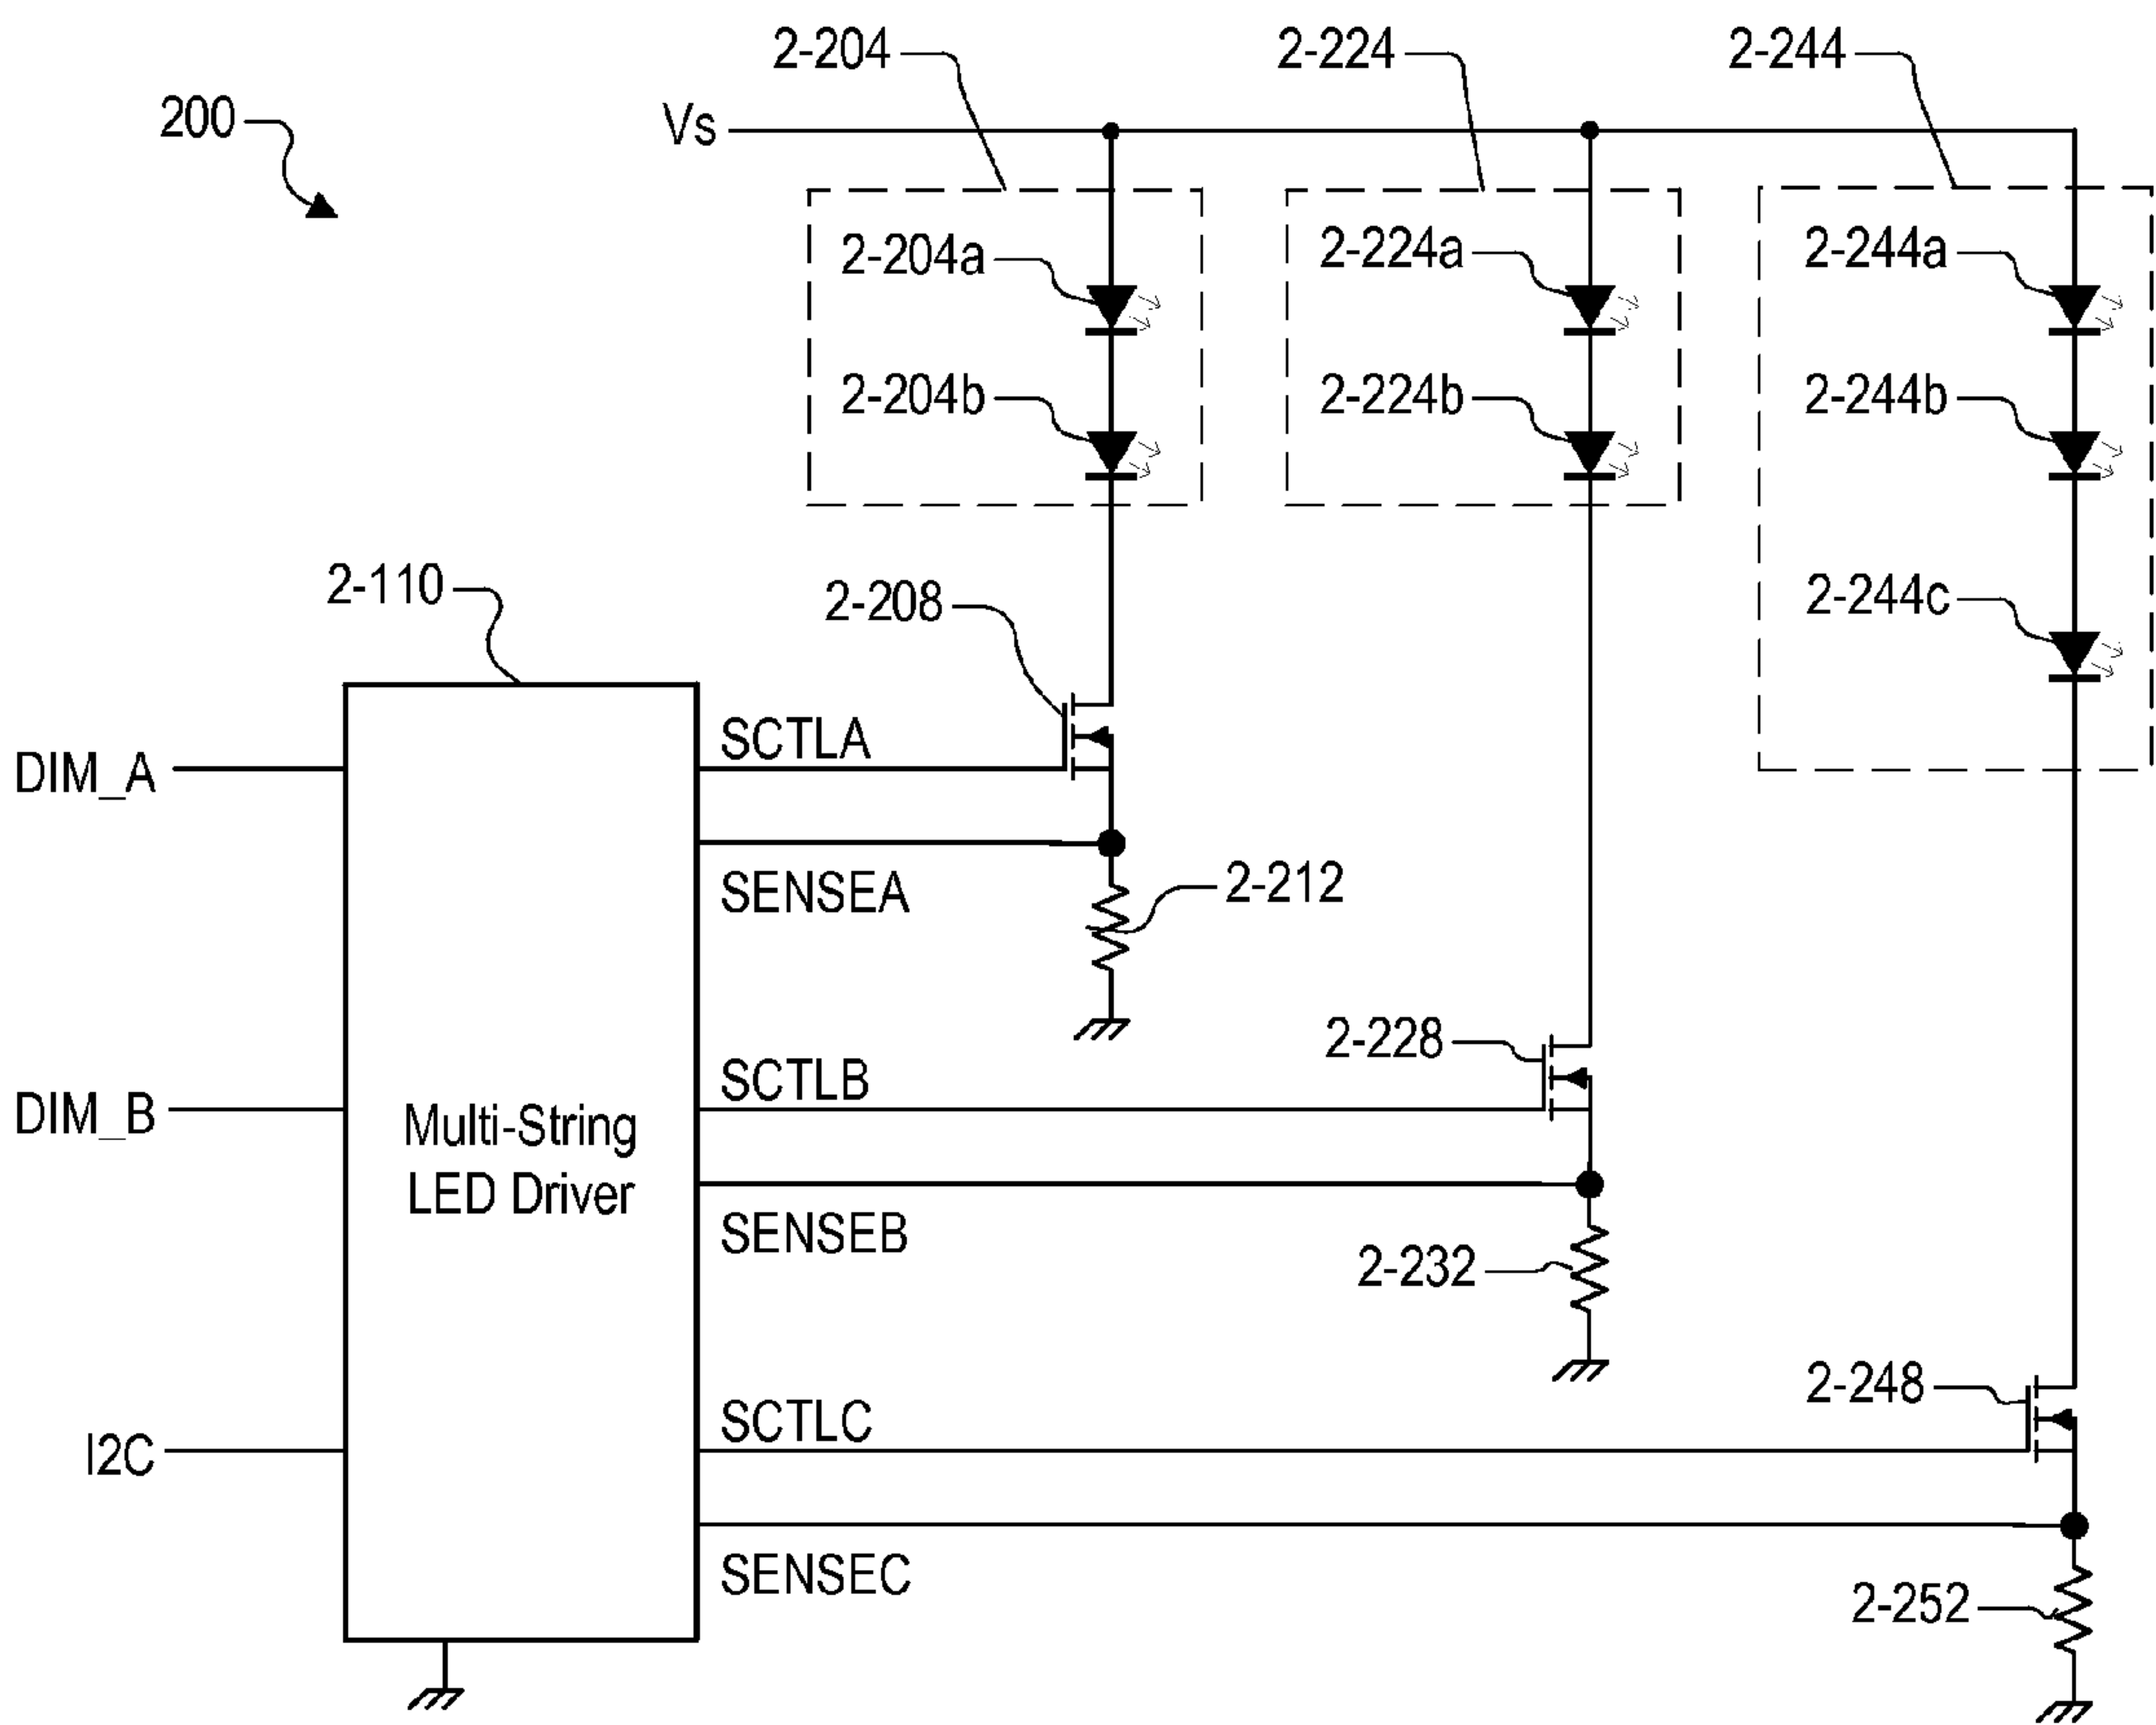 2-204
2-224
2-244
200
Vs
2-204a
2-224a
2-244a
2-204b
2-224b
2-244b
2-110
2-208
2-244c
SCTLA
DIM_A
SENSEA
2-212
2-228
SCTLB
DIM_B
Multi-String
LED Driver
SENSEB
2-232
2-248
SCTLC
I2C
SENSEC
2-252